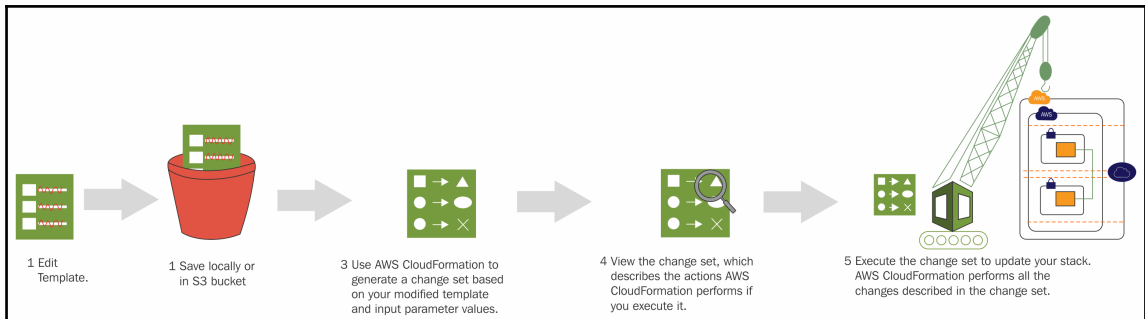 AWS
AWS
1 Edit
Template.
1 Save locally or
in S3 bucket
3 Use AWS CloudFormation to
generate a change set based
on your modified template
and input parameter values.
4 View the change set, which
describes the actions AWS
CloudFormation performs if
you execute it.
5 Execute the change set to update your stack.
AWS CloudFormation performs all the
changes described in the change set.